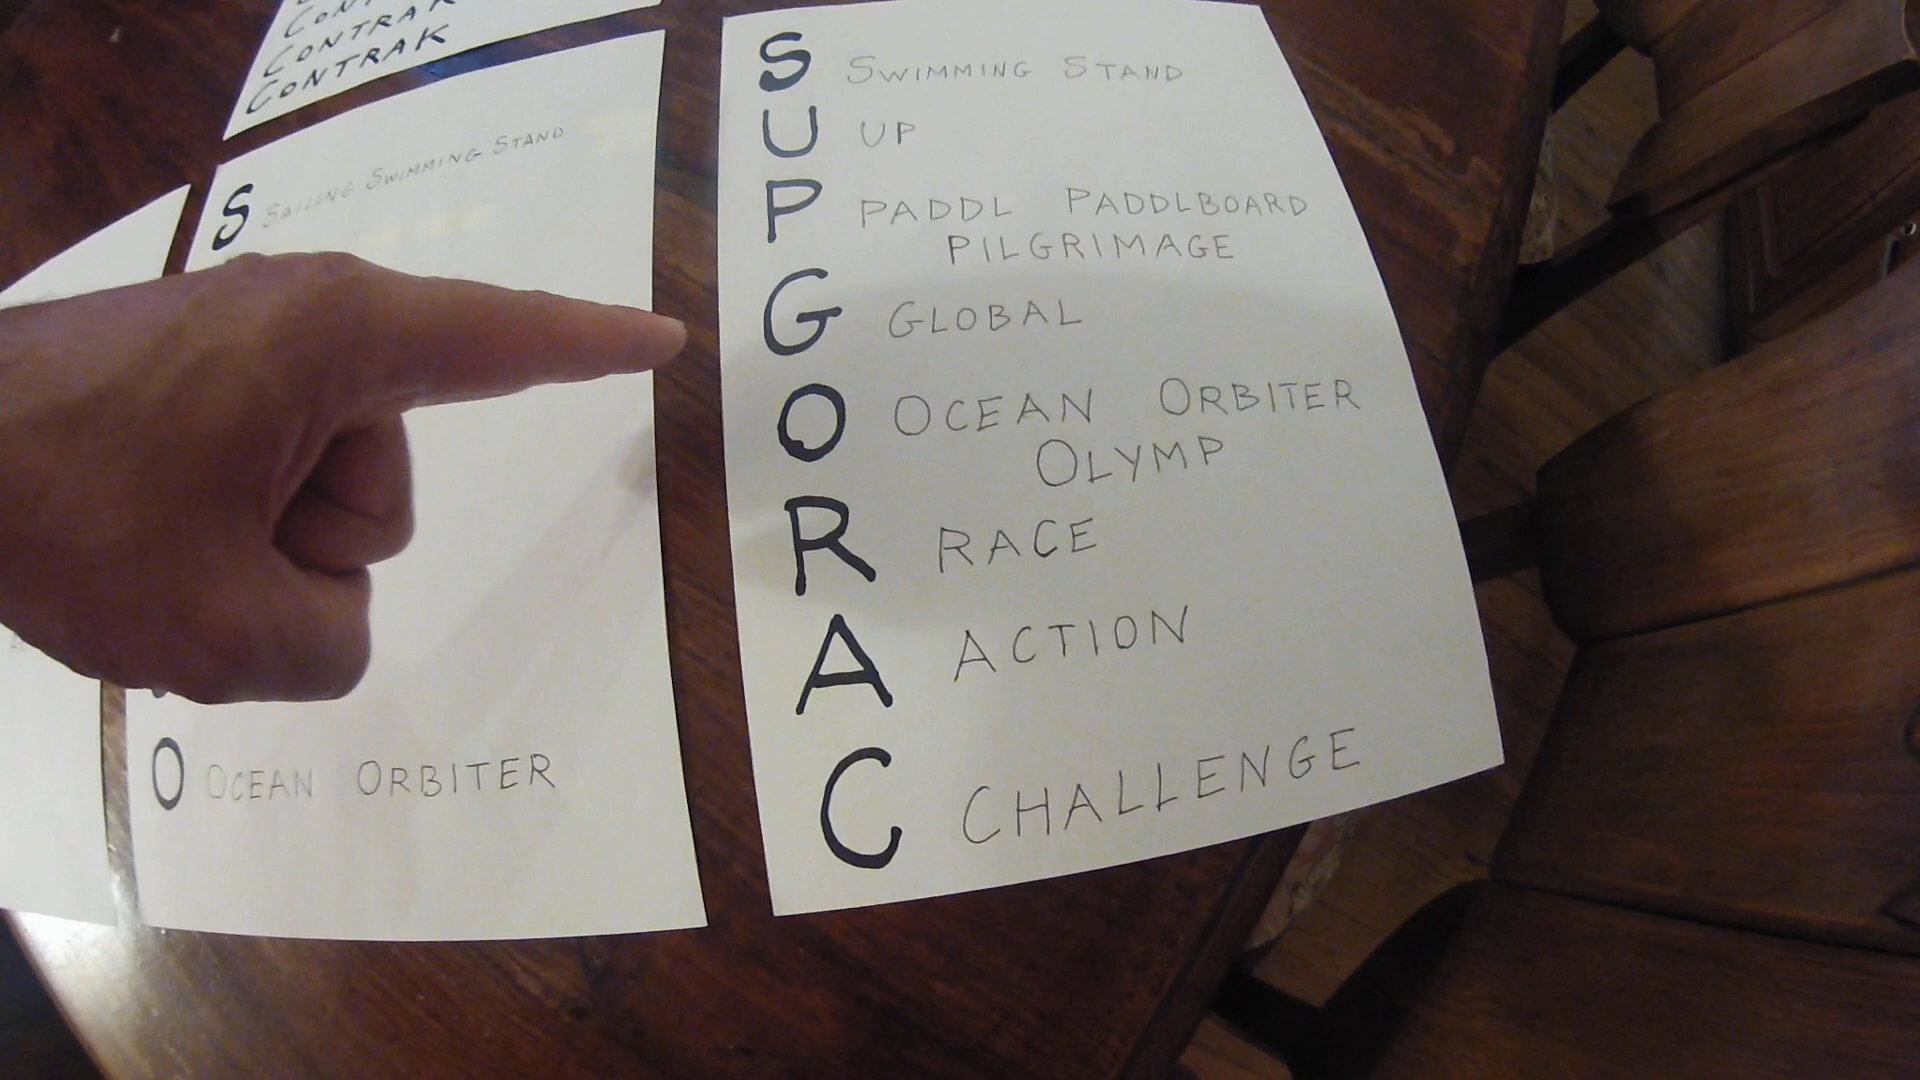 CONTRAK
CONTRAK
S SAILING SWIMMING STAND
O OCEAN ORBITER
S SWIMMING STAND
U UP
P PADDL PADDLBOARD
PILGRIMAGE
G GLOBAL
O OCEAN ORBITER
OLYMP
R RACE
A ACTION
C CHALLENGE